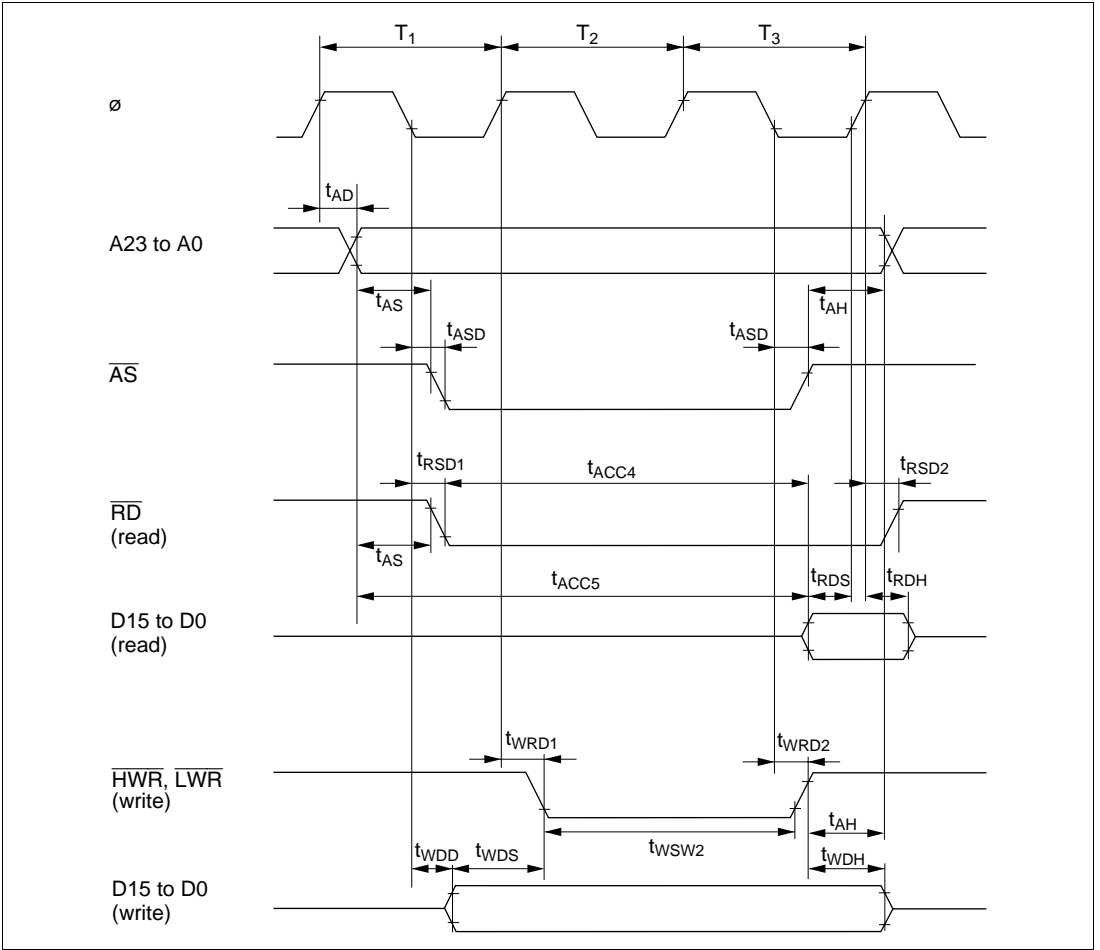 T1 T2 T3
ø
tAD
A23 to A0
tAS tAH
tASD tASD
AS
tRSD1 tACC4 tRSD2
RD
(read)
tAS
tACC5 tRDS tRDH
D15 to D0
(read)
tWRD1 tWRD2
HWR, LWR
(write)
tAH
tWSW2
tWDD tWDS tWDH
D15 to D0
(write)